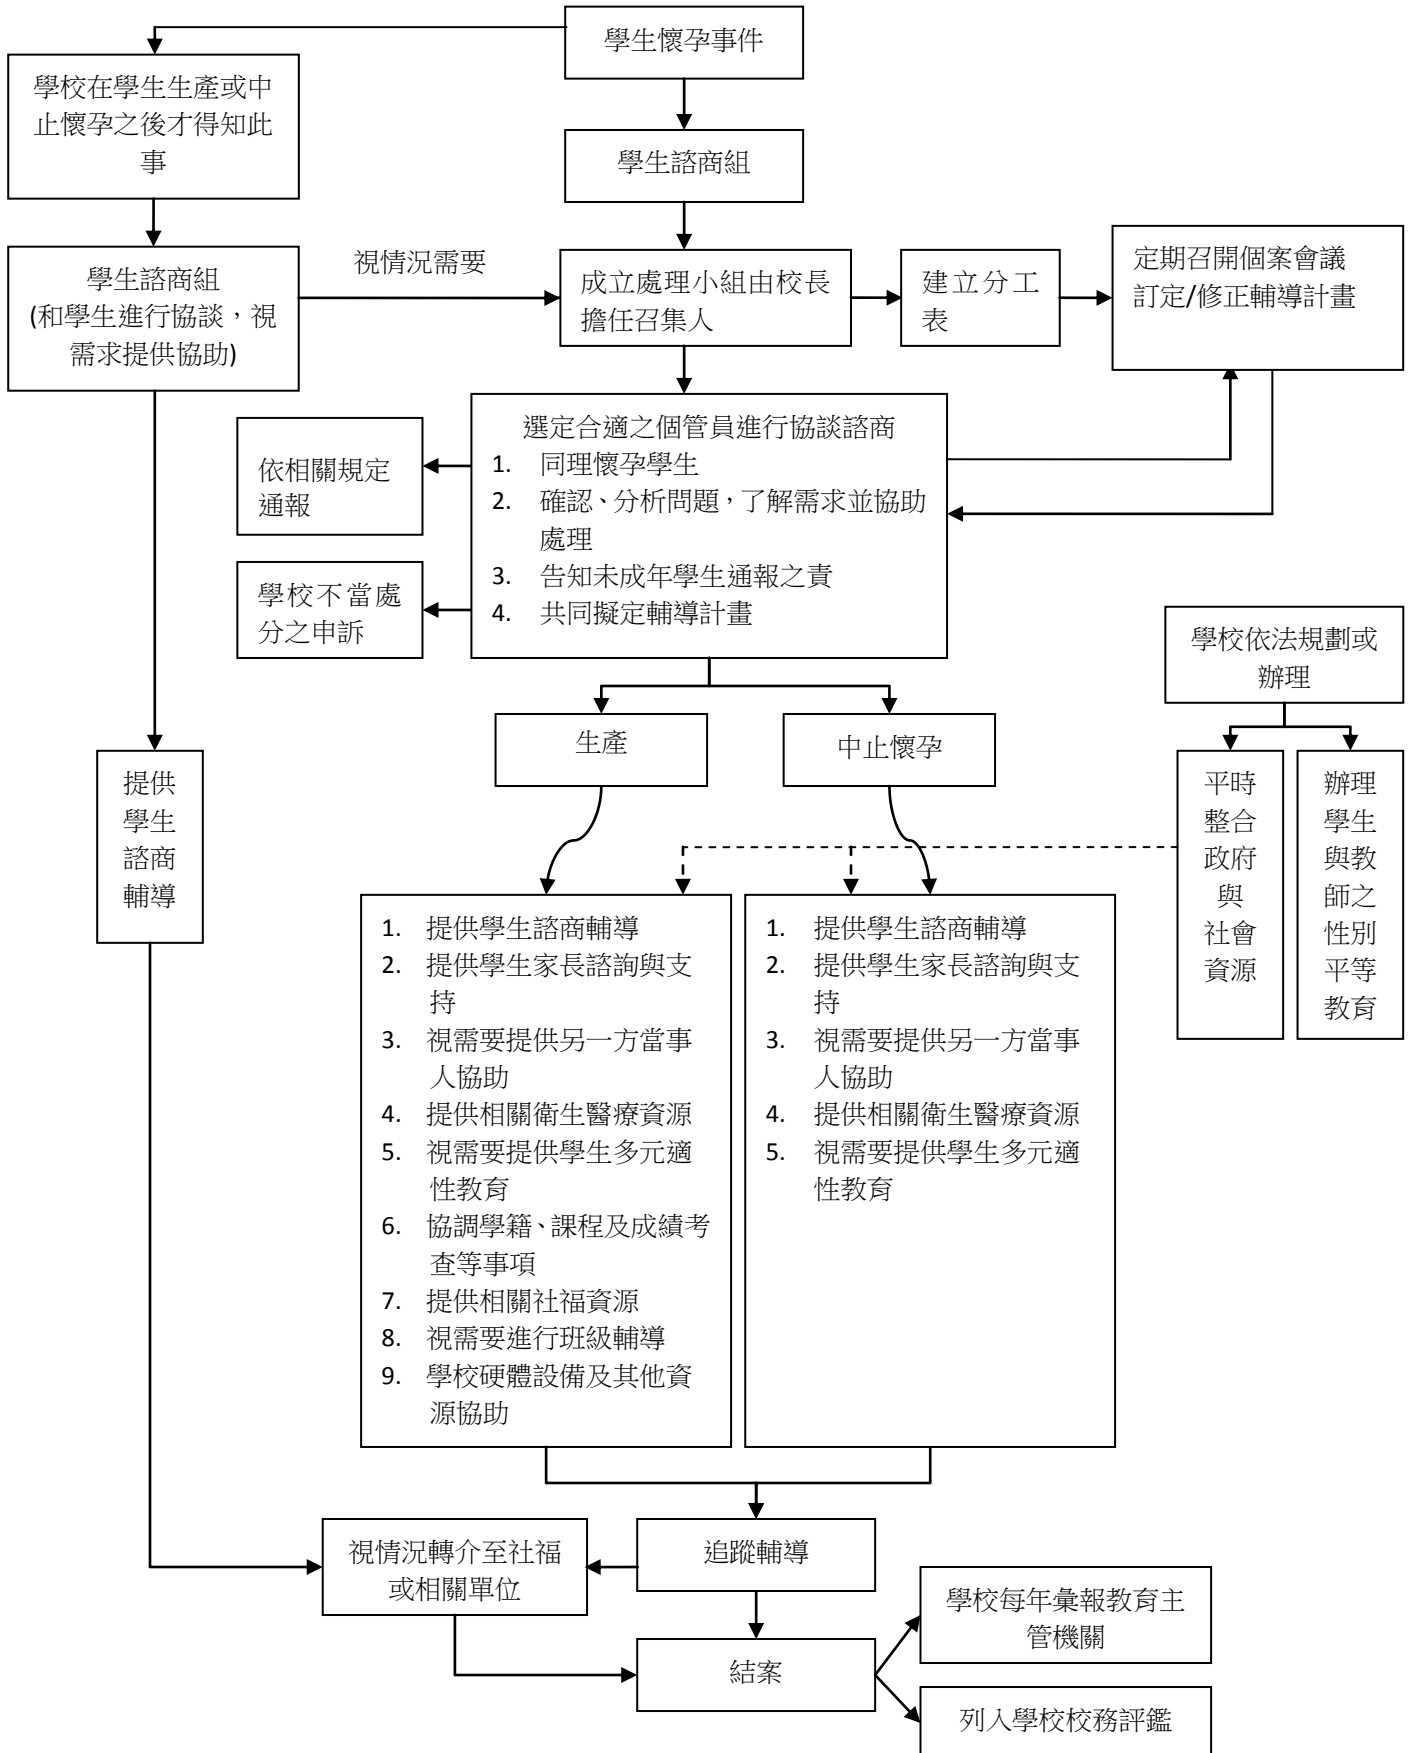 學生懷孕事件
學校在學生生產或中
止懷孕之後才得知此
事
學生諮商組
學生諮商組
(和學生進行協談，視
需求提供協助)
視情況需要
成立處理小組由校長
擔任召集人
建立分工
表
定期召開個案會議
訂定/修正輔導計畫
選定合適之個管員進行協談諮商
1. 同理懷孕學生
2. 確認、分析問題，了解需求並協助
處理
3. 告知未成年學生通報之責
4. 共同擬定輔導計畫
依相關規定
通報
學校不當處
分之申訴
學校依法規劃或
辦理
生產
中止懷孕
提供
學生
諮商
輔導
平時
整合
政府
與
社會
資源
辦理
學生
與教
師之
性別
平等
教育
1. 提供學生諮商輔導
2. 提供學生家長諮詢與支
持
3. 視需要提供另一方當事
人協助
4. 提供相關衛生醫療資源
5. 視需要提供學生多元適
性教育
6. 協調學籍、課程及成績考
查等事項
7. 提供相關社福資源
8. 視需要進行班級輔導
9. 學校硬體設備及其他資
源協助
1. 提供學生諮商輔導
2. 提供學生家長諮詢與支
持
3. 視需要提供另一方當事
人協助
4. 提供相關衛生醫療資源
5. 視需要提供學生多元適
性教育
視情況轉介至社福
或相關單位
追蹤輔導
結案
學校每年彙報教育主
管機關
列入學校校務評鑑